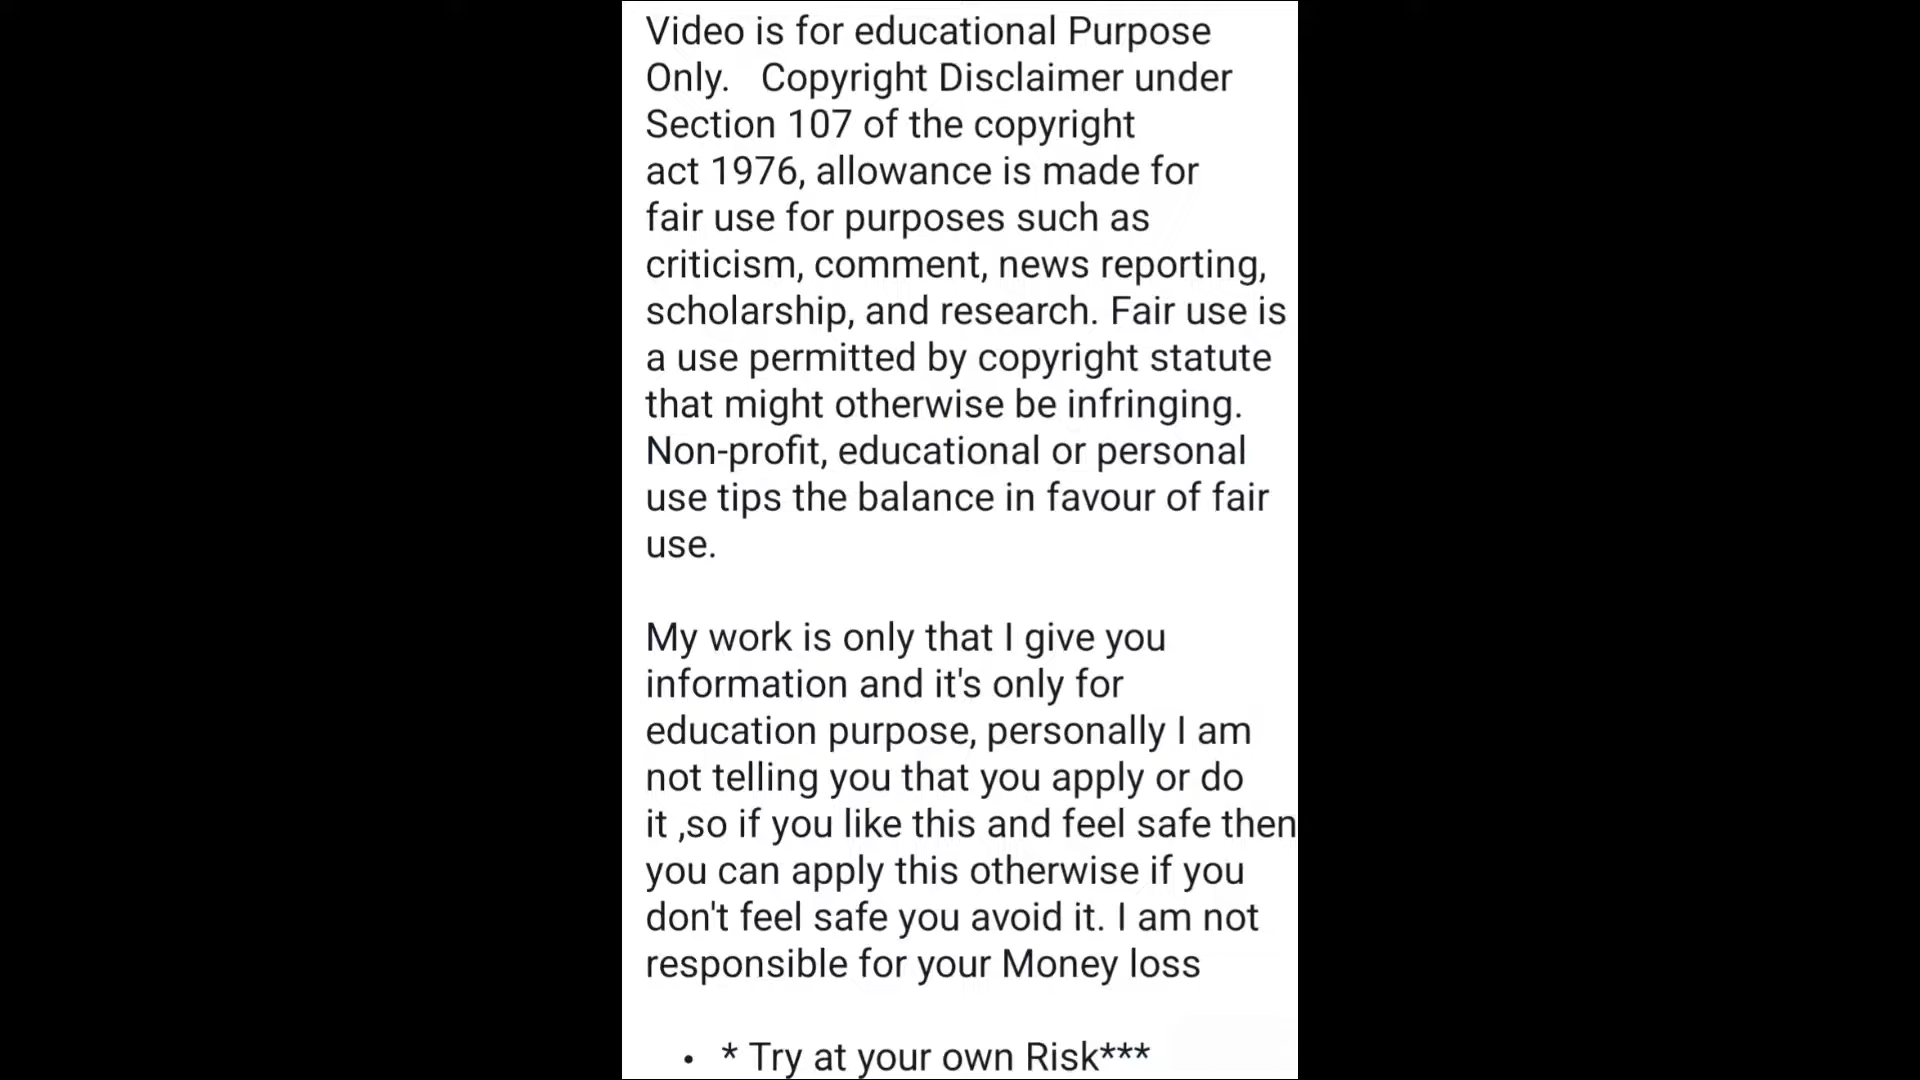 Video is for educational Purpose
Only.   Copyright Disclaimer under
Section 107 of the copyright
act 1976, allowance is made for
fair use for purposes such as
criticism, comment, news reporting,
scholarship, and research. Fair use is
a use permitted by copyright statute
that might otherwise be infringing.
Non-profit, educational or personal
use tips the balance in favour of fair
use.
My work is only that I give you
information and it's only for
education purpose, personally I am
not telling you that you apply or do
it ,so if you like this and feel safe then
you can apply this otherwise if you
don't feel safe you avoid it. I am not
responsible for your Money loss
• * Try at your own Risk***